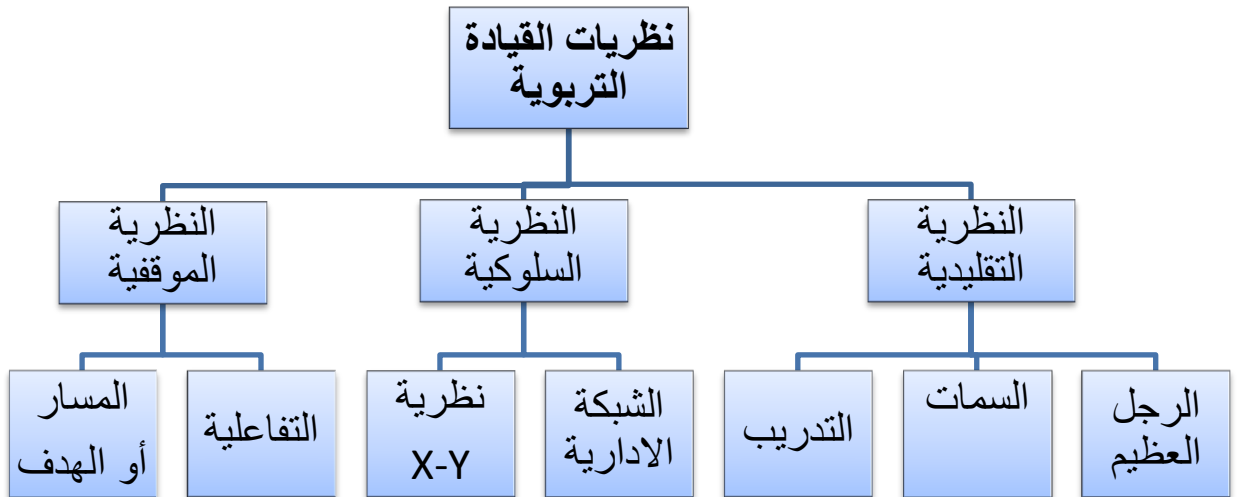 نظريات القيادة
التربوية
النظرية
التقليدية
النظرية
السلوكية
النظرية
الموقفية
الرجل
العظيم
السمات
التدريب
الشبكة
الادارية
نظرية
X-Y
التفاعلية
المسار
أو الهدف